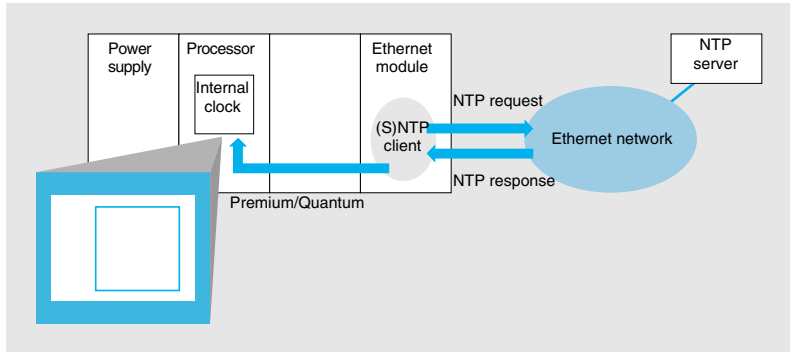 Power
supply
Processor
Ethernet
module
NTP
server
Internal
clock
(S)NTP
client
NTP request
Ethernet network
NTP response
Premium/Quantum